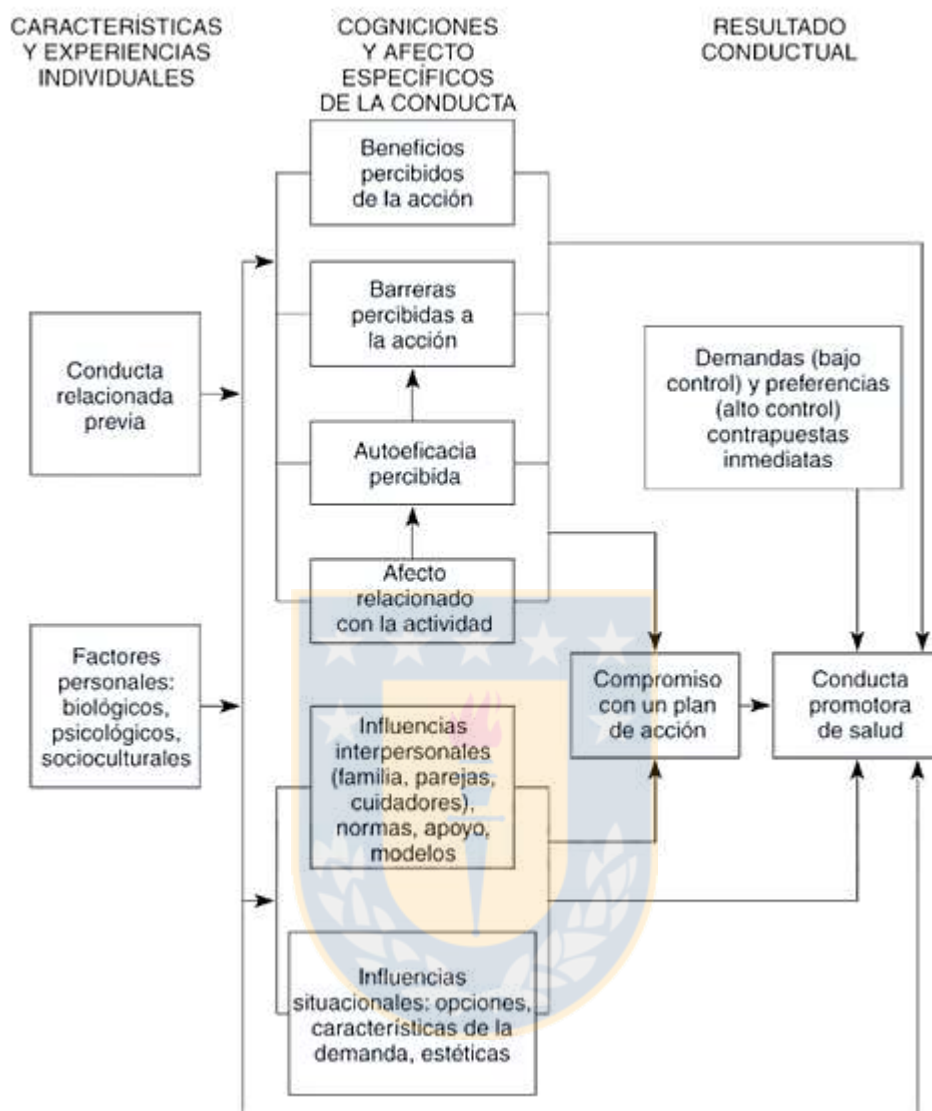 CARACTERÍSTICAS
Y EXPERIENCIAS
INDIVIDUALES
COGNICIONES
Y AFECTO
ESPECÍFICOS
DE LA CONDUCTA
RESULTADO
CONDUCTUAL
Beneficios
percibidos
de la acción
Barreras
percibidas a
la acción
Conducta
relacionada
previa
Demandas (bajo
control) y preferencias
(alto control)
contrapuestas
inmediatas
Autoeficacia
percibida
Afecto
relacionado
con la actividad
Factores
personales:
biológicos,
psicológicos,
socioculturales
Compromiso
con un plan
de acción
Conducta
promotora
de salud
Influencias
interpersonales
(familia, parejas,
cuidadores),
normas, apoyo,
modelos
Influencias
situacionales: opciones,
características de la
demanda, estéticas